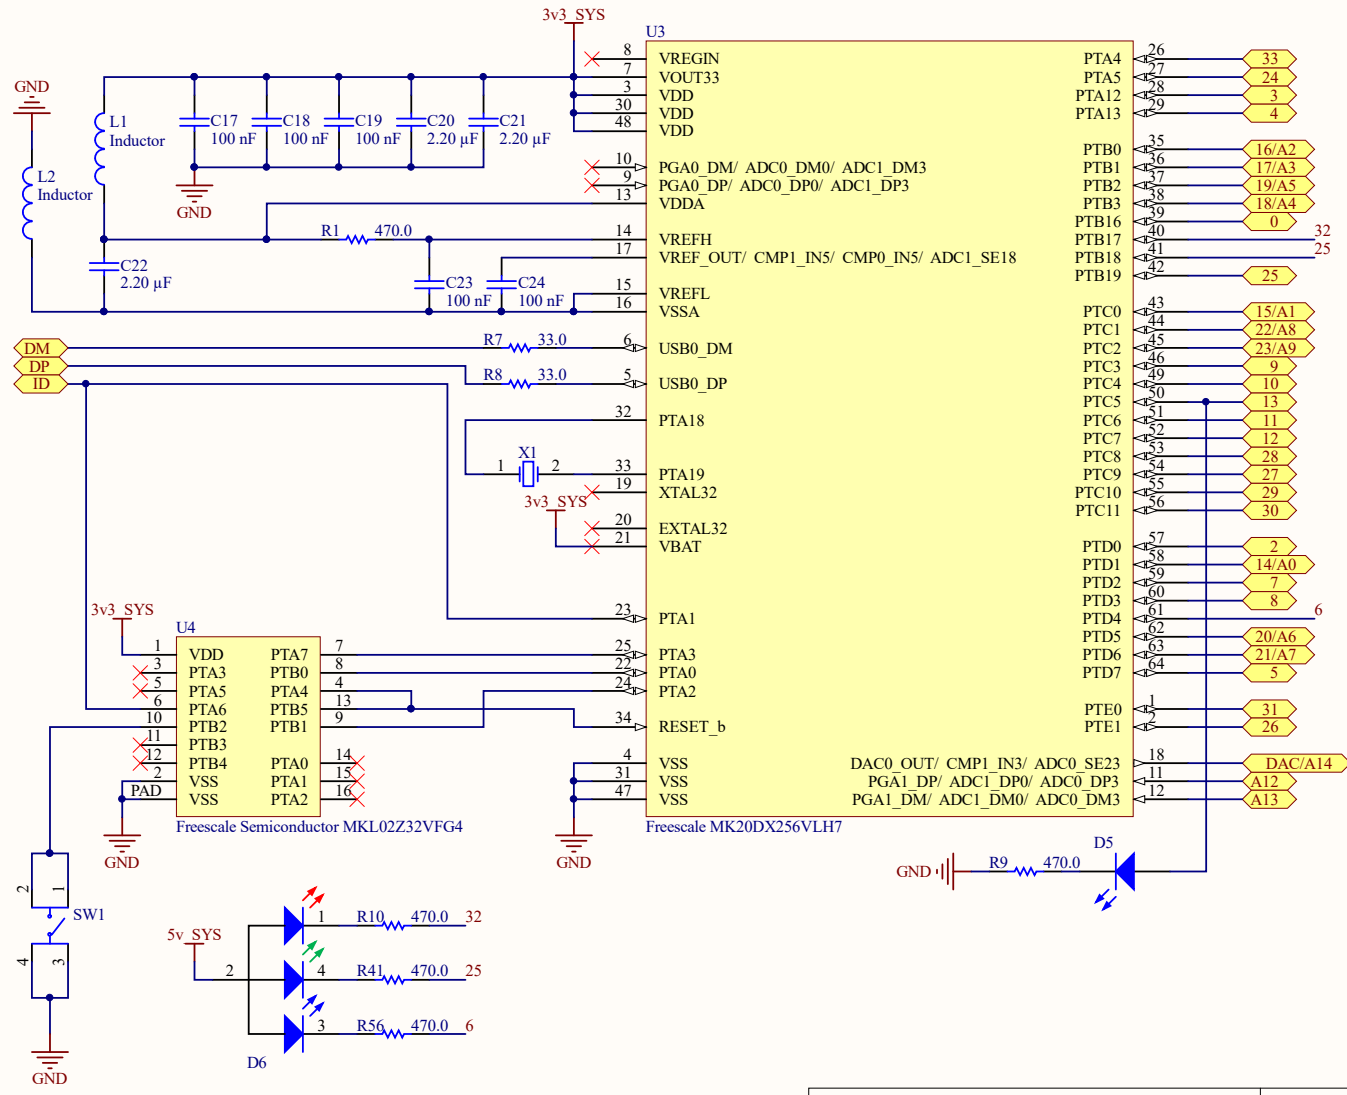 3v3_SYS
U3
GND
L1
Inductor
L2
Inductor
C17
100 nF
C18
100 nF
C19
100 nF
C20
2.20 µF
C21
2.20 µF
GND
R1 470.0
C22
2.20 µF
C23
100 nF
C24
100 nF
DM
DP
ID
R7 33.0
R8 33.0
1 X1 2
3v3_SYS
8 VREGIN
7 VOUT33
3 VDD
30 VDD
48 VDD
10 PGA0_DM/ ADC0_DM0/ ADC1_DM3
9 PGA0_DP/ ADC0_DP0/ ADC1_DP3
13 VDDA
14 VREFH
17 VREF_OUT/ CMP1_IN5/ CMP0_IN5/ ADC1_SE18
15 VREFL
16 VSSA
6 USB0_DM
5 USB0_DP
32 PTA18
33 PTA19
19 XTAL32
20 EXTAL32
21 VBAT
23 PTA1
25 PTA3
22 PTA0
24 PTA2
34 RESET_b
4 VSS
31 VSS
47 VSS
PTA4 26 33
PTA5 27 24
PTA12 28 3
PTA13 29 4
PTB0 35 16/A2
PTB1 36 17/A3
PTB2 37 19/A5
PTB3 38 18/A4
PTB16 39 0
PTB17 40 32
PTB18 41 25
PTB19 42 25
PTC0 43 15/A1
PTC1 44 22/A8
PTC2 45 23/A9
PTC3 46 9
PTC4 49 10
PTC5 50 13
PTC6 51 11
PTC7 52 12
PTC8 53 28
PTC9 54 27
PTC10 55 29
PTC11 56 30
PTD0 57 2
PTD1 58 14/A0
PTD2 59 7
PTD3 60 8
PTD4 61 6
PTD5 62 20/A6
PTD6 63 21/A7
PTD7 64 5
PTE0 1 31
PTE1 2 26
DAC0_OUT/ CMP1_IN3/ ADC0_SE23 18 DAC/A14
PGA1_DP/ ADC1_DP0/ ADC0_DP3 11 A12
PGA1_DM/ ADC1_DM0/ ADC0_DM3 12 A13
Freescale MK20DX256VLH7
GND
3v3_SYS
U4
1 VDD PTA7 7
3 PTA3 PTB0 8
5 PTA5 PTA4 4
6 PTA6 PTB5 13
10 PTB2 PTB1 9
11 PTB3
12 PTB4 PTA0 14
2 VSS PTA1 15
PAD VSS PTA2 16
Freescale Semiconductor MKL02Z32VFG4
GND
GND R9 470.0 D5
2 1
SW1
4 3
GND
5v_SYS
2
1 R10 470.0 32
4 R41 470.0 25
3 R56 470.0 6
D6